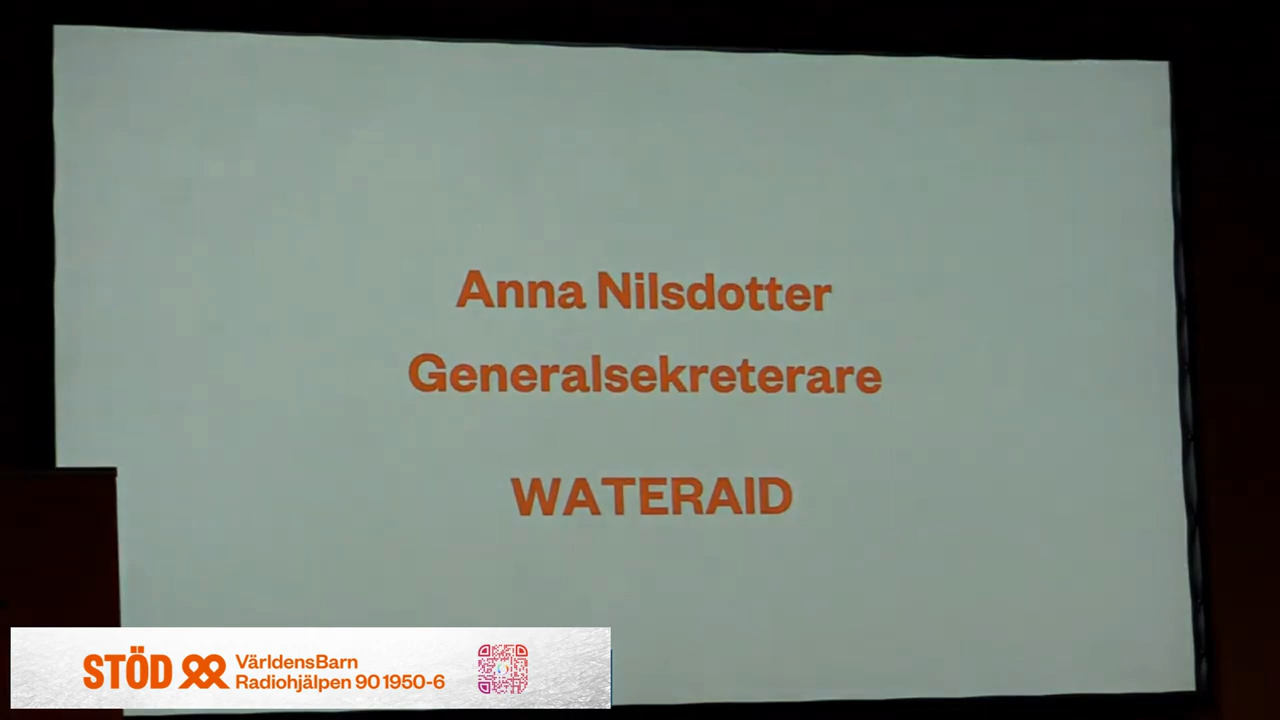 Anna Nilsdotter
Generalsekreterare
WATERAID
STÖD
VärldensBarn
Radiohjälpen 90 1950-6